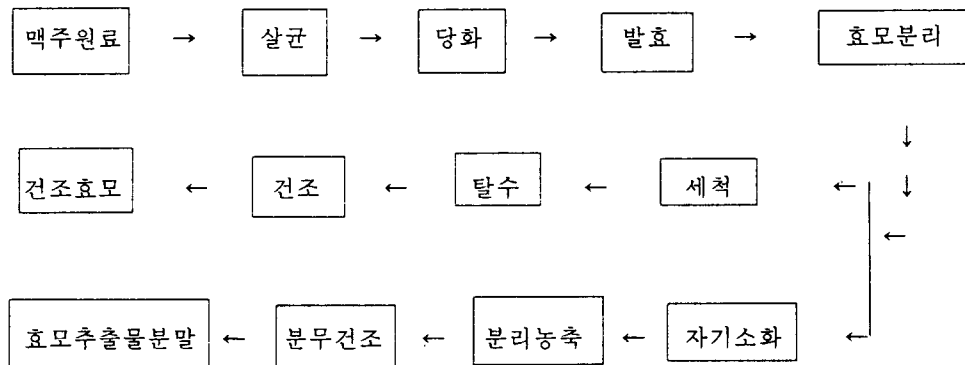 맥주원료 → 살균 → 당화 → 발효 → 효모분리
↓
건조효모 ← 건조 ← 탈수 ← 세척 ← ↓
←
효모추출물분말 ← 분무건조 ← 분리농축 ← 자기소화 ←